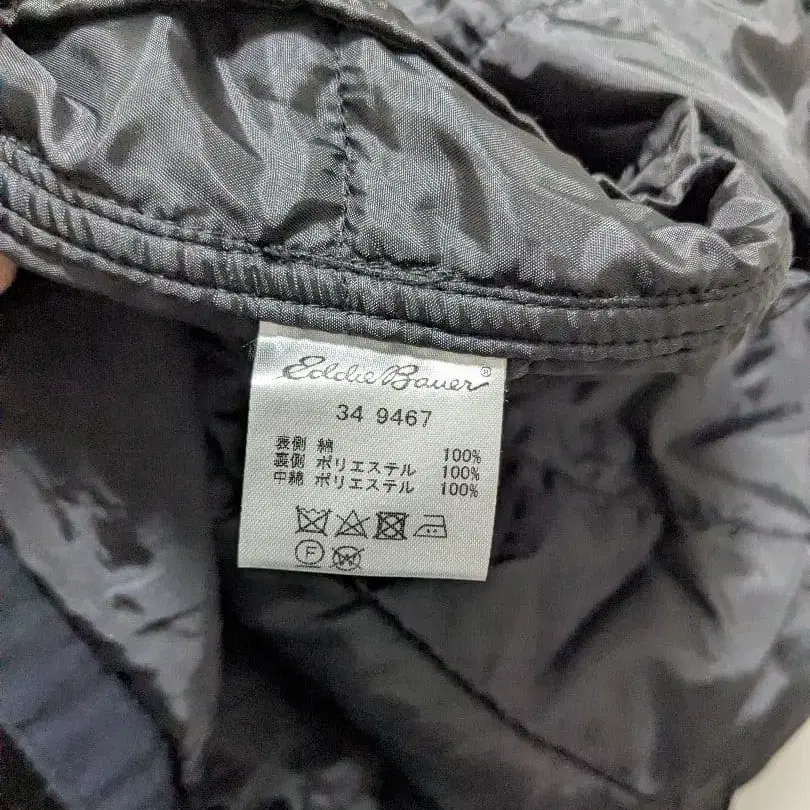 Eddie Bauer®
34 9467
表側 綿 100%
裏側 ポリエステル 100%
中綿 ポリエステル 100%
F W